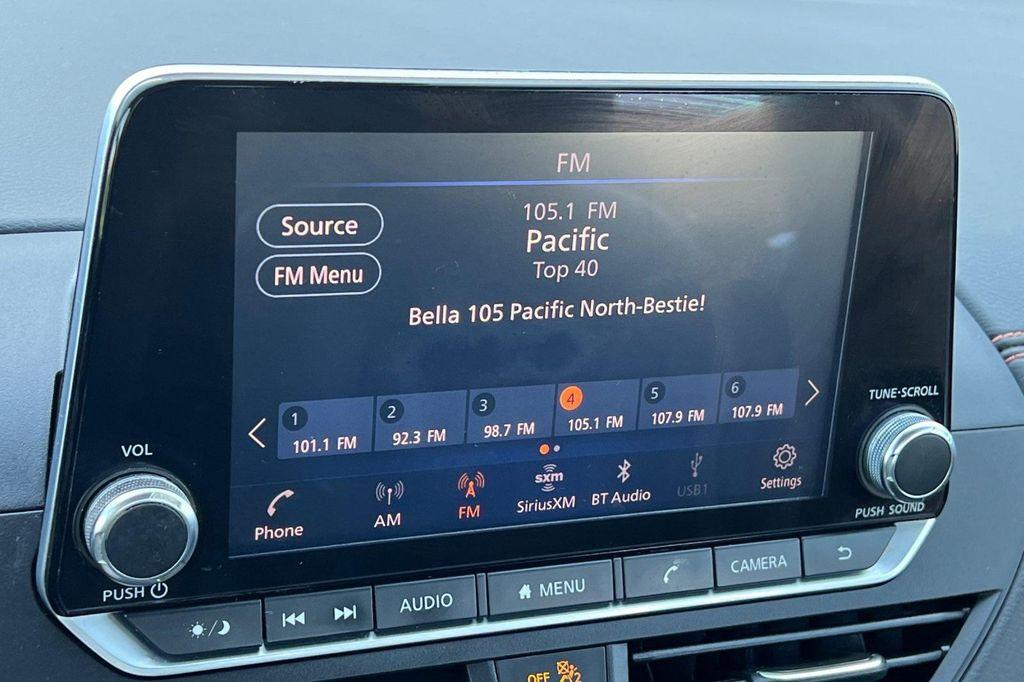 FM
105.1 FM
Source
Pacific
FM Menu
Top 40
Bella 105 Pacific North-Bestie!
1 2 3 4 5 6
101.1 FM 92.3 FM 98.7 FM 105.1 FM 107.9 FM 107.9 FM
Phone AM FM SiriusXM BT Audio USB1 Settings
sxm
VOL
PUSH
TUNE·SCROLL
PUSH SOUND
AUDIO MENU CAMERA
OFF
2